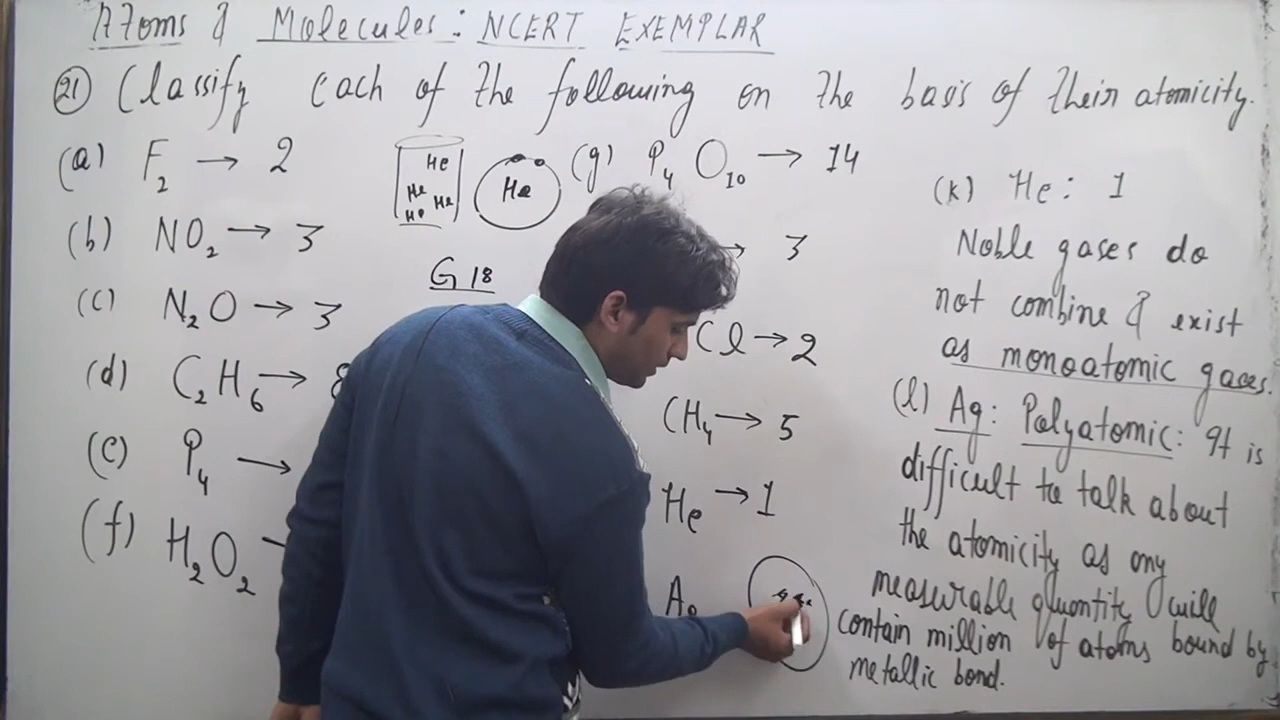 Atoms & Molecules: NCERT EXEMPLAR
(21) Classify each of the following on the basis of their atomicity.
(a) F2 → 2
(b) NO2 → 3
(c) N2O → 3
(d) C2H6 → 8
(e) P4 →
(f) H2O2
He
He
He
He
He
G 18
(g) P4 O10 → 14
→ 3
Cl → 2
CH4 → 5
He → 1
(k) He: 1
Noble gases do
not combine & exist
as monoatomic gases.
(l) Ag: Polyatomic: It is
difficult to talk about
the atomicity as any
measurable quantity will
contain million of atoms bound by
metallic bond.